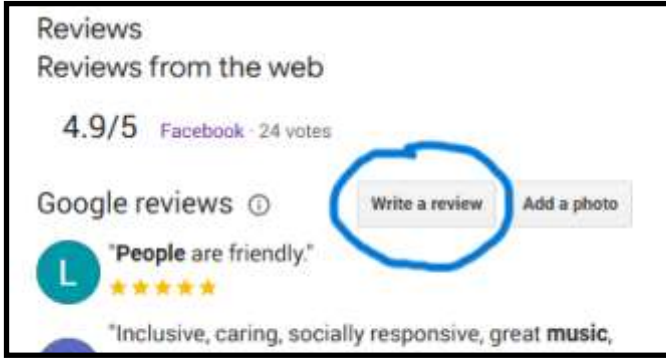 Reviews
Reviews from the web
4.9/5 Facebook · 24 votes
Google reviews Write a review Add a photo
L "People are friendly."
"Inclusive, caring, socially responsive, great music,